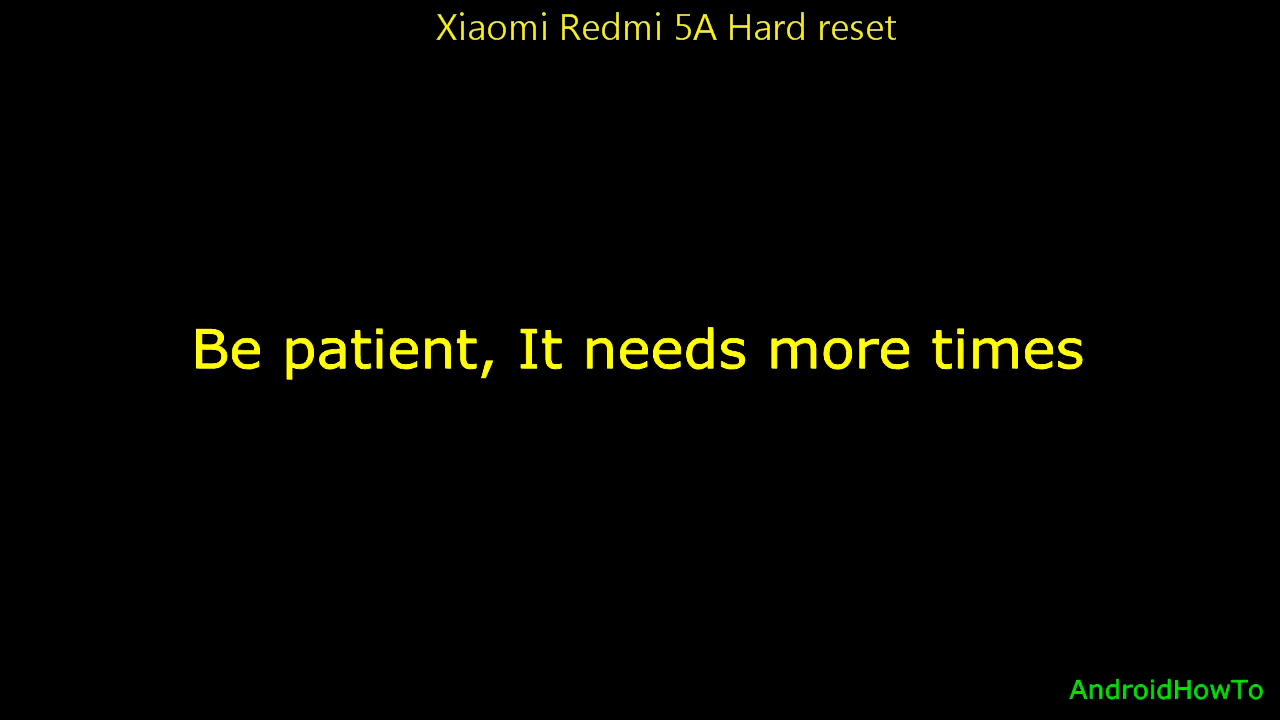 Xiaomi Redmi 5A Hard reset
Be patient, It needs more times
AndroidHowTo